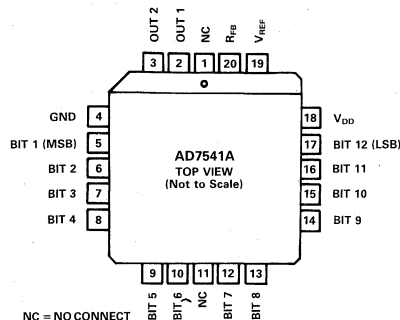 OUT 2
OUT 1
NC
RFB
VREF
3
2
1
20
19
GND
4
18
VDD
BIT 1 (MSB)
5
17
BIT 12 (LSB)
BIT 2
6
16
BIT 11
BIT 3
7
15
BIT 10
BIT 4
8
14
BIT 9
AD7541A
TOP VIEW
(Not to Scale)
9
10
11
12
13
BIT 5
BIT 6
NC
BIT 7
BIT 8
NC = NO CONNECT